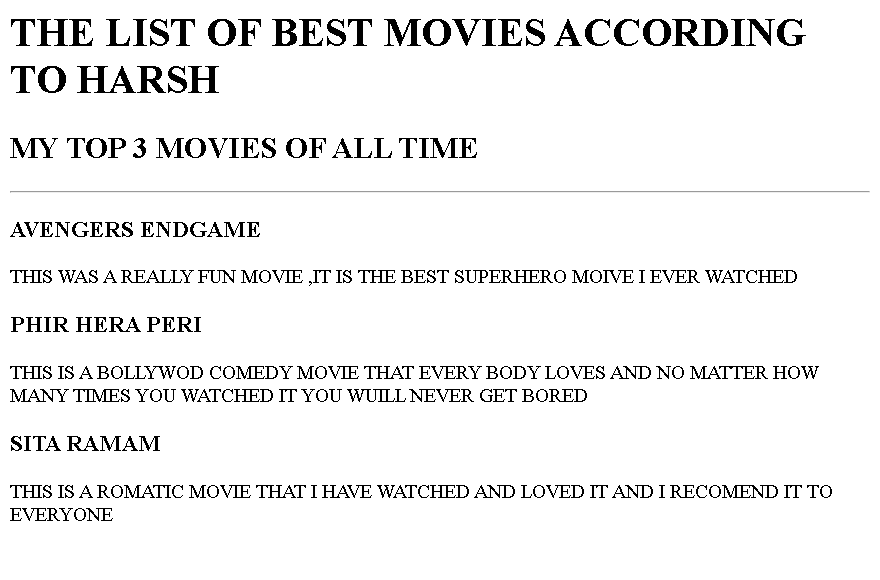 THE LIST OF BEST MOVIES ACCORDING
TO HARSH
MY TOP 3 MOVIES OF ALL TIME
AVENGERS ENDGAME
THIS WAS A REALLY FUN MOVIE ,IT IS THE BEST SUPERHERO MOIVE I EVER WATCHED
PHIR HERA PERI
THIS IS A BOLLYWOD COMEDY MOVIE THAT EVERY BODY LOVES AND NO MATTER HOW
MANY TIMES YOU WATCHED IT YOU WUILL NEVER GET BORED
SITA RAMAM
THIS IS A ROMATIC MOVIE THAT I HAVE WATCHED AND LOVED IT AND I RECOMEND IT TO
EVERYONE